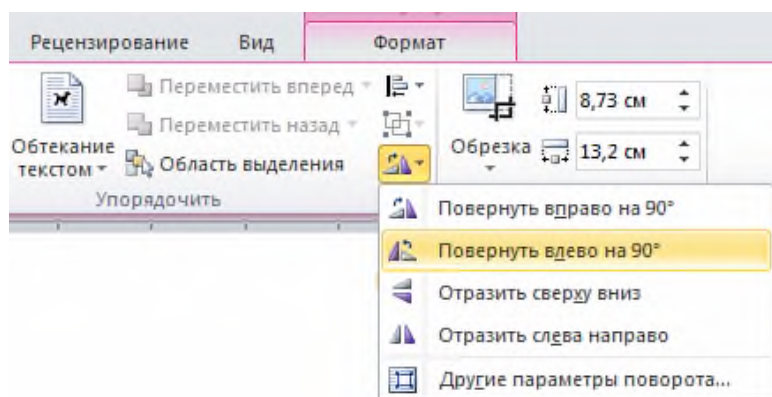 Рецензирование Вид Формат
Переместить вперед
Переместить назад
Область выделения
Обтекание
текстом
Упорядочить
Обрезка
8,73 см
13,2 см
Повернуть вправо на 90°
Повернуть влево на 90°
Отразить сверху вниз
Отразить слева направо
Другие параметры поворота...